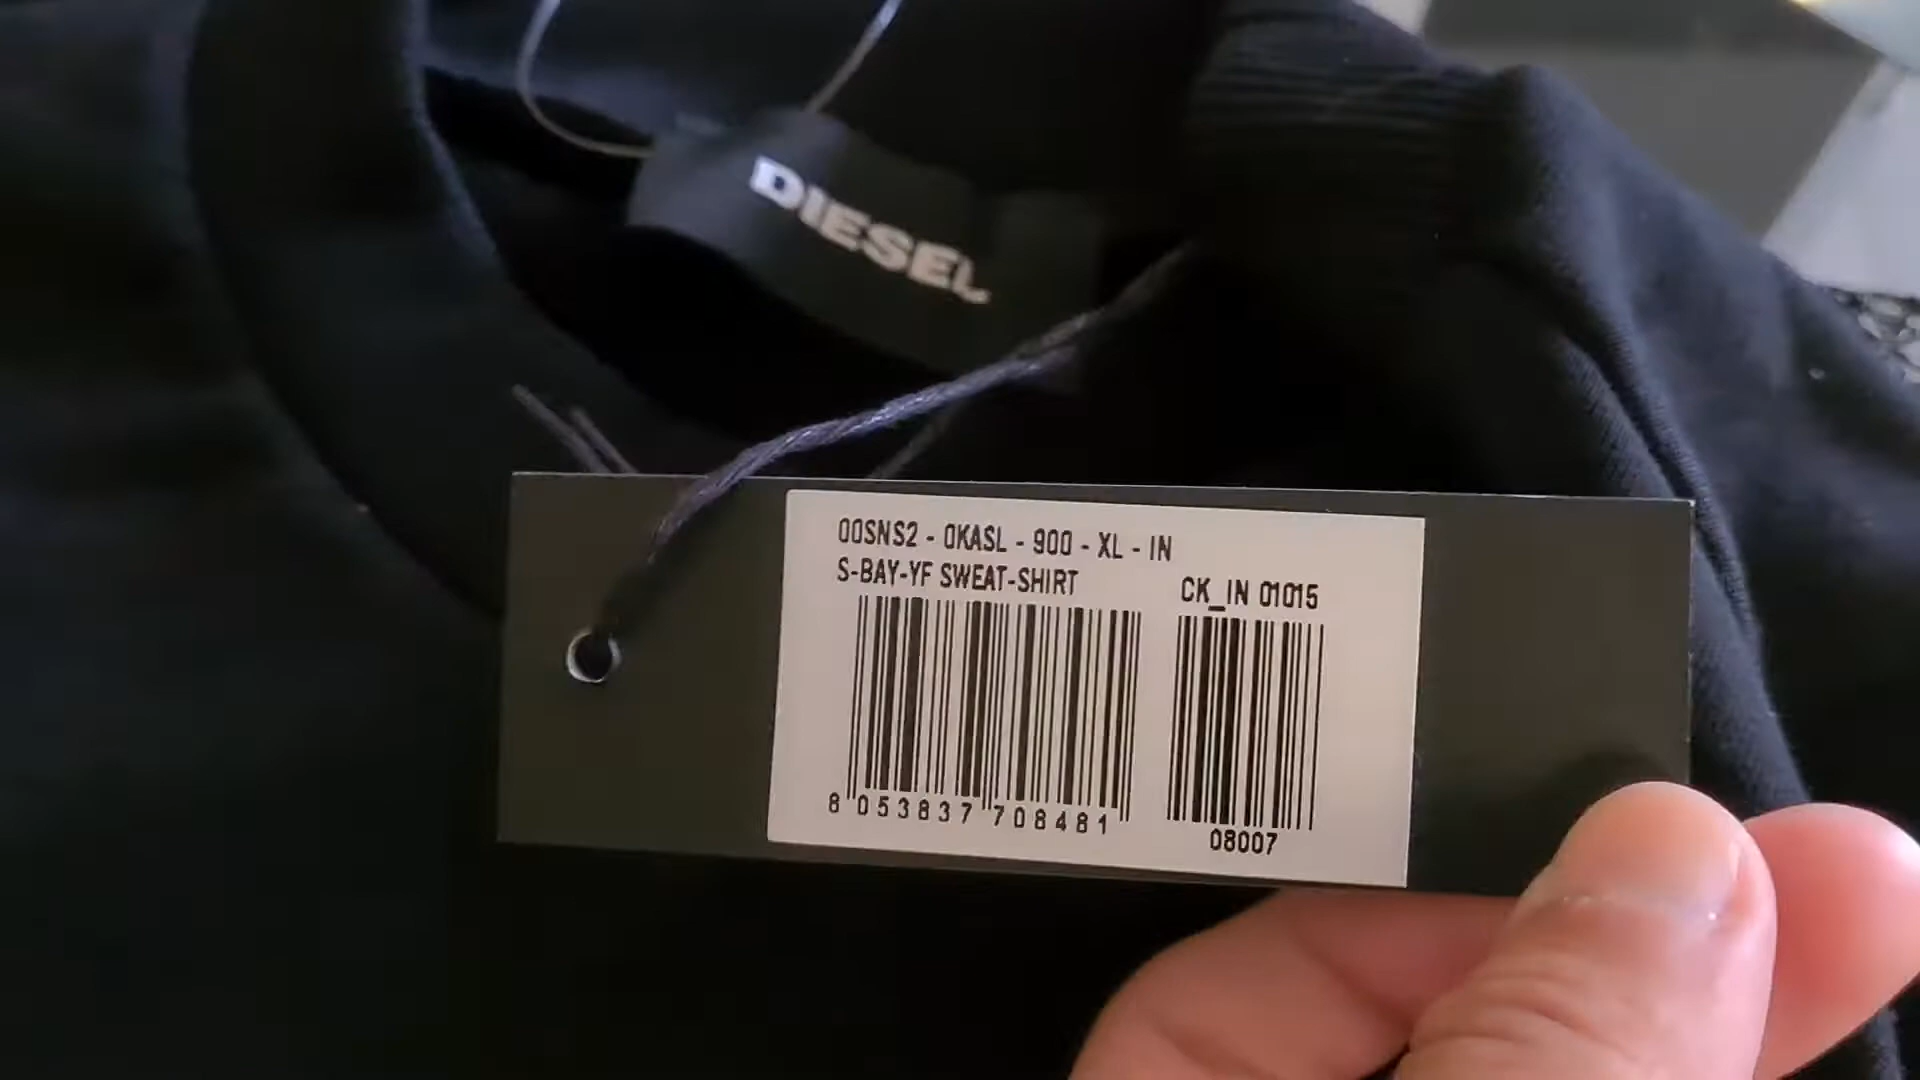 DIESEL
00SNS2 - 0KASL - 900 - XL - IN
S-BAY-YF SWEAT-SHIRT
CK_IN 01015
8 053837 708481
08007